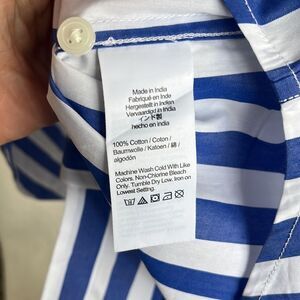 Made in India
Fabriqué en Inde
Hergestellt in Indien
Vervaardigd in India
インド製
hecho en india
100% Cotton / Coton /
Baumwolle / Katoen / 綿 /
algodón
Machine Wash Cold With Like
Colors. Non-Chlorine Bleach
Only. Tumble Dry Low. Iron on
Lowest Setting.